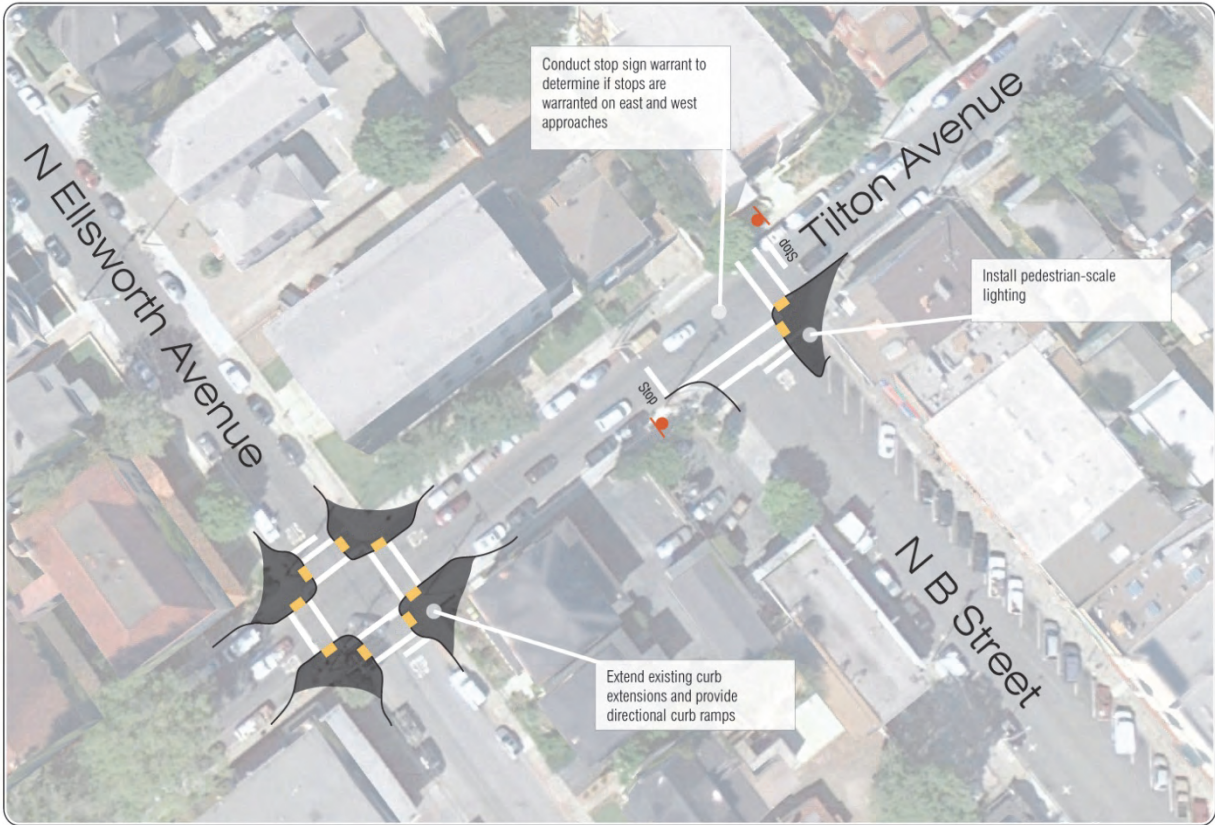 Conduct stop sign warrant to
determine if stops are
warranted on east and west
approaches
N Ellsworth Avenue
Tilton Avenue
Stop
Install pedestrian-scale
lighting
Stop
N B Street
Extend existing curb
extensions and provide
directional curb ramps